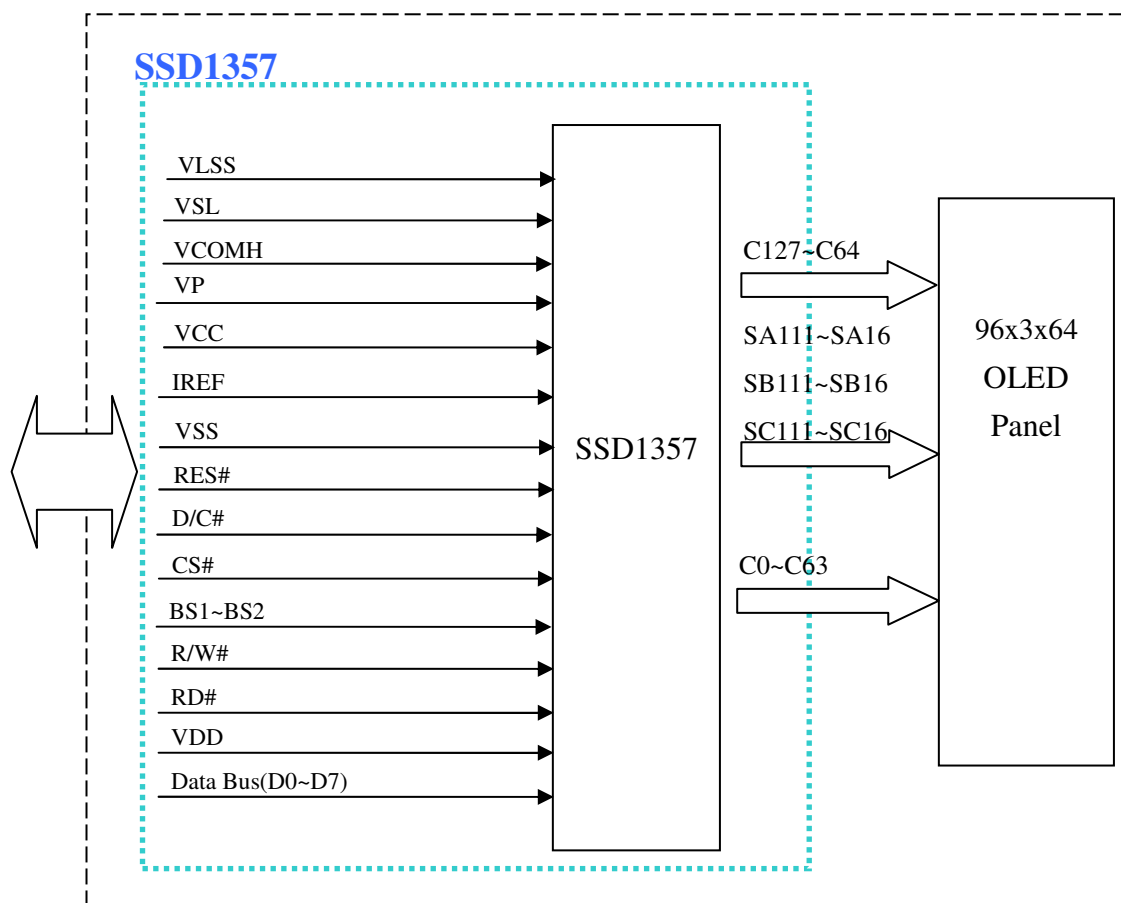 SSD1357
VLSS
VSL
VCOMH
VP
VCC
IREF
VSS
RES#
D/C#
CS#
BS1~BS2
R/W#
RD#
VDD
Data Bus(D0~D7)
SSD1357
C127~C64
SA111~SA16
SB111~SB16
SC111~SC16
C0~C63
96x3x64
OLED
Panel